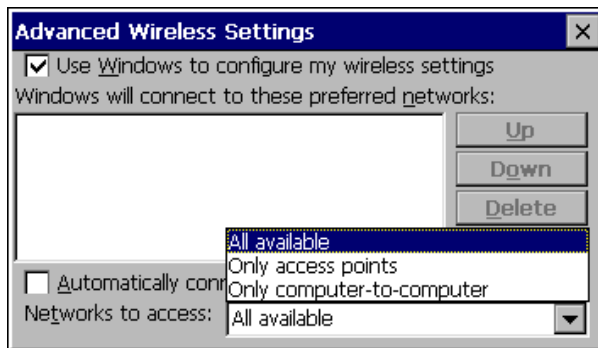 Advanced Wireless Settings
Use Windows to configure my wireless settings
Windows will connect to these preferred networks:
Up
Down
Delete
All available
Only access points
Only computer-to-computer
Automatically
Networks to access: All available